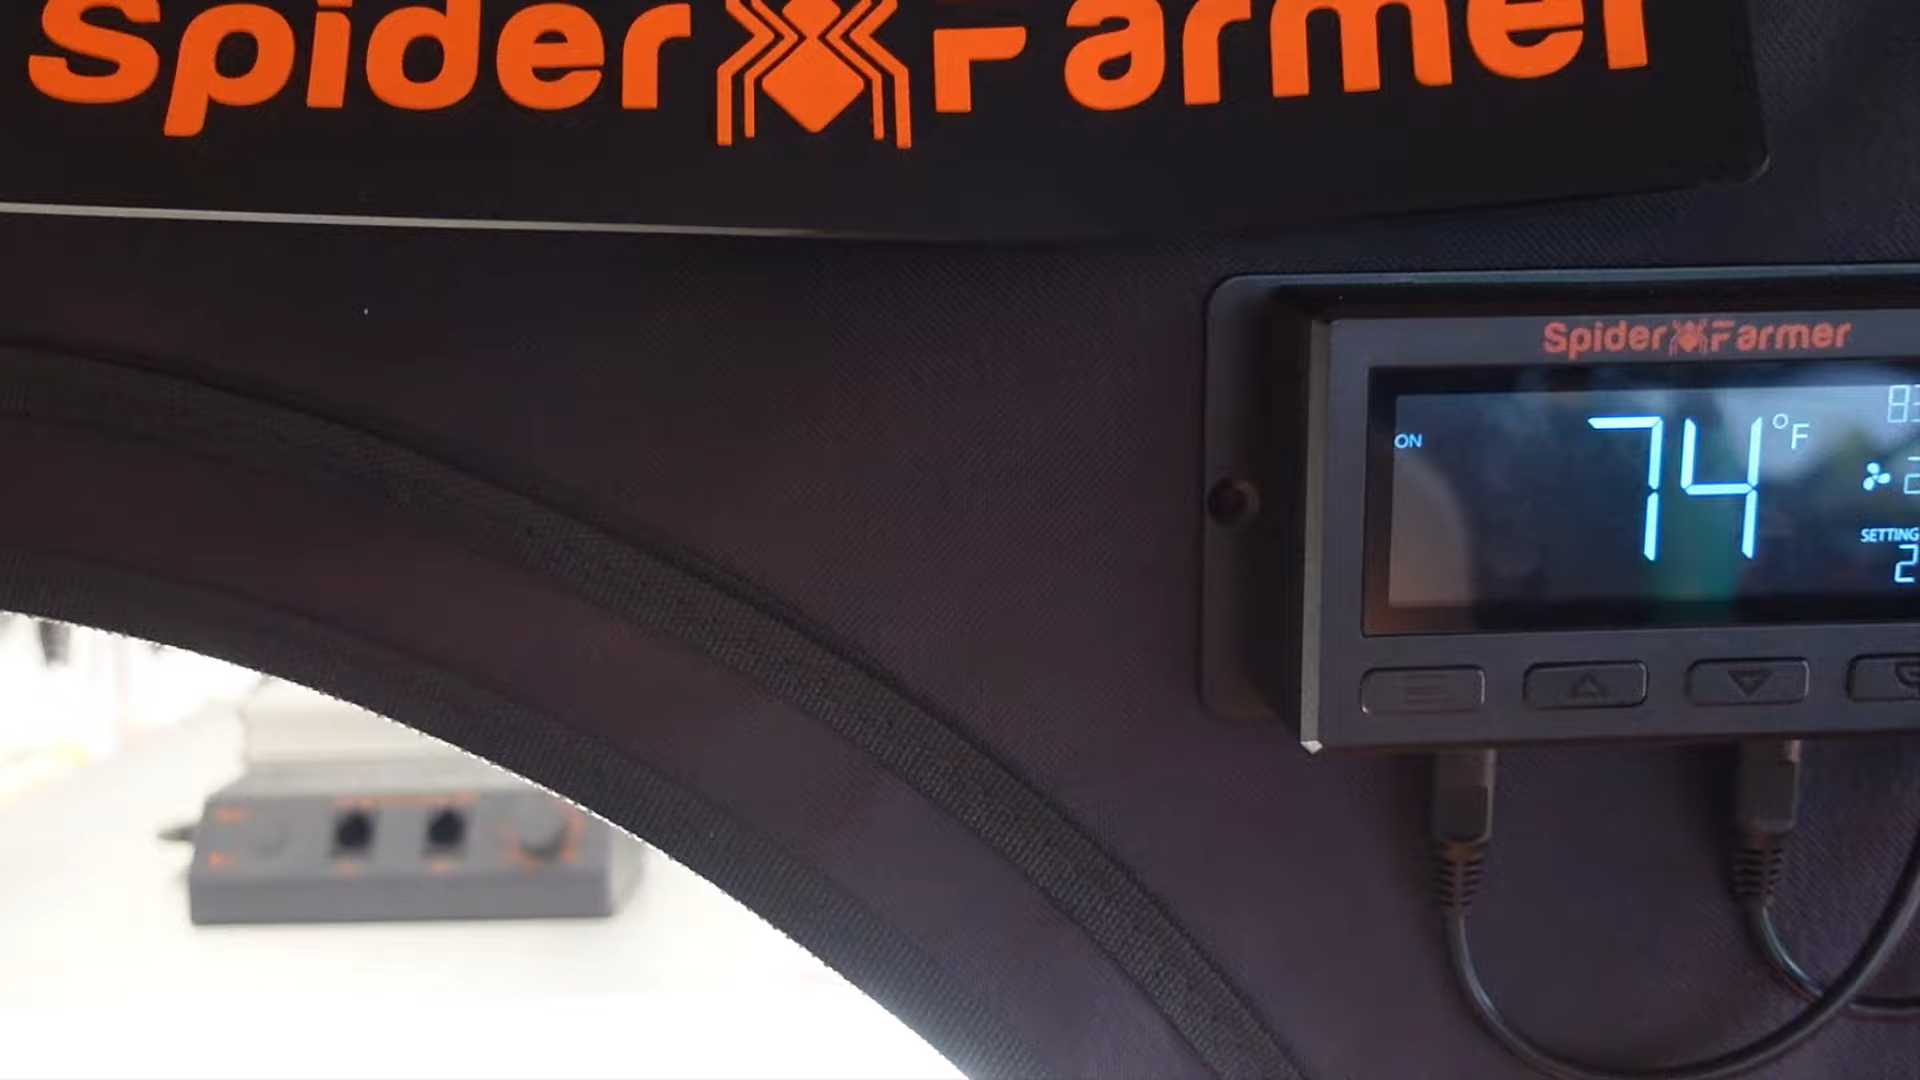 Spider Farmer
Spider Farmer
ON
74 °F
SETTING